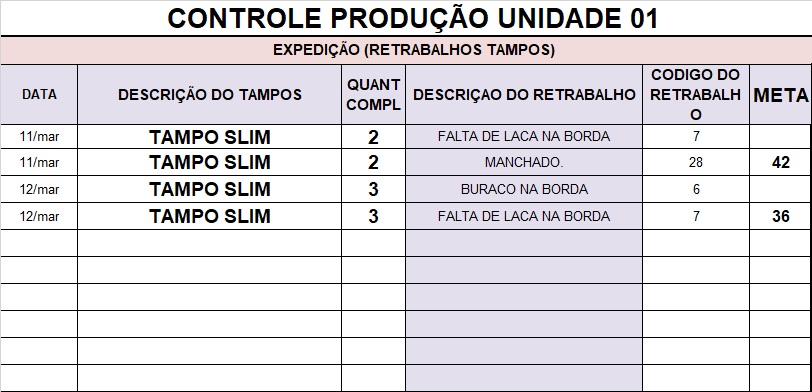 CONTROLE PRODUÇÃO UNIDADE 01
EXPEDIÇÃO (RETRABALHOS TAMPOS)
DATA DESCRIÇÃO DO TAMPOS QUANT COMPL DESCRIÇAO DO RETRABALHO CODIGO DO RETRABALHO META
11/mar TAMPO SLIM 2 FALTA DE LACA NA BORDA 7
11/mar TAMPO SLIM 2 MANCHADO. 28 42
12/mar TAMPO SLIM 3 BURACO NA BORDA 6
12/mar TAMPO SLIM 3 FALTA DE LACA NA BORDA 7 36